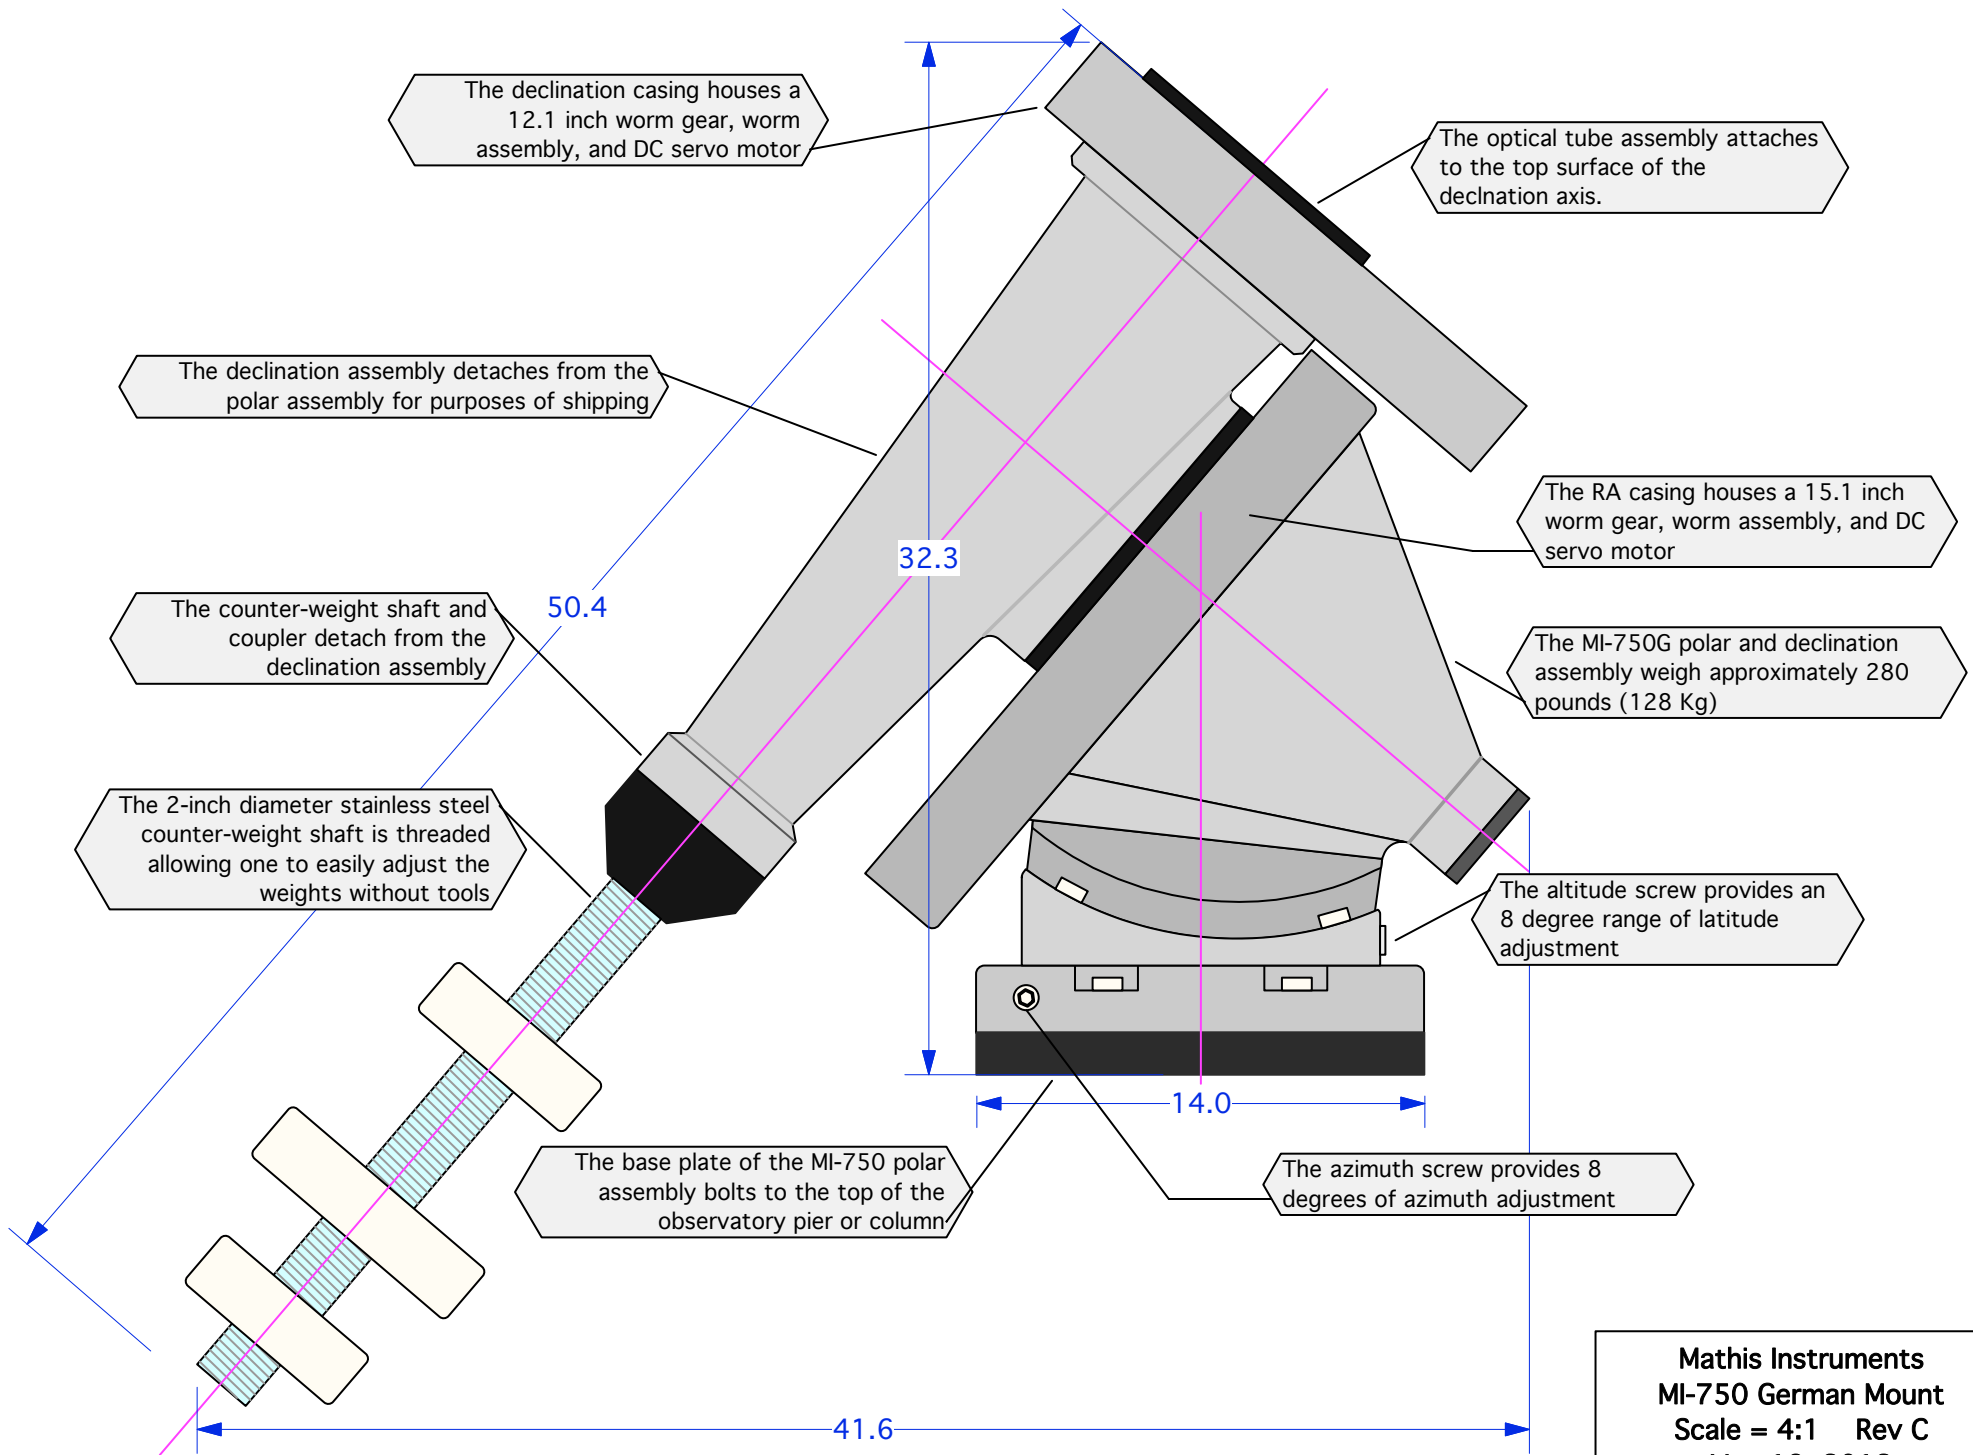 The declination casing houses a
12.1 inch worm gear, worm
assembly, and DC servo motor
The optical tube assembly attaches
to the top surface of the
declnation axis.
The declination assembly detaches from the
polar assembly for purposes of shipping
The RA casing houses a 15.1 inch
worm gear, worm assembly, and DC
servo motor
32.3
50.4
The counter-weight shaft and
coupler detach from the
declination assembly
The MI-750G polar and declination
assembly weigh approximately 280
pounds (128 Kg)
The 2-inch diameter stainless steel
counter-weight shaft is threaded
allowing one to easily adjust the
weights without tools
The altitude screw provides an
8 degree range of latitude
adjustment
14.0
The base plate of the MI-750 polar
assembly bolts to the top of the
observatory pier or column
The azimuth screw provides 8
degrees of azimuth adjustment
41.6
Mathis Instruments
MI-750 German Mount
Scale = 4:1 Rev C